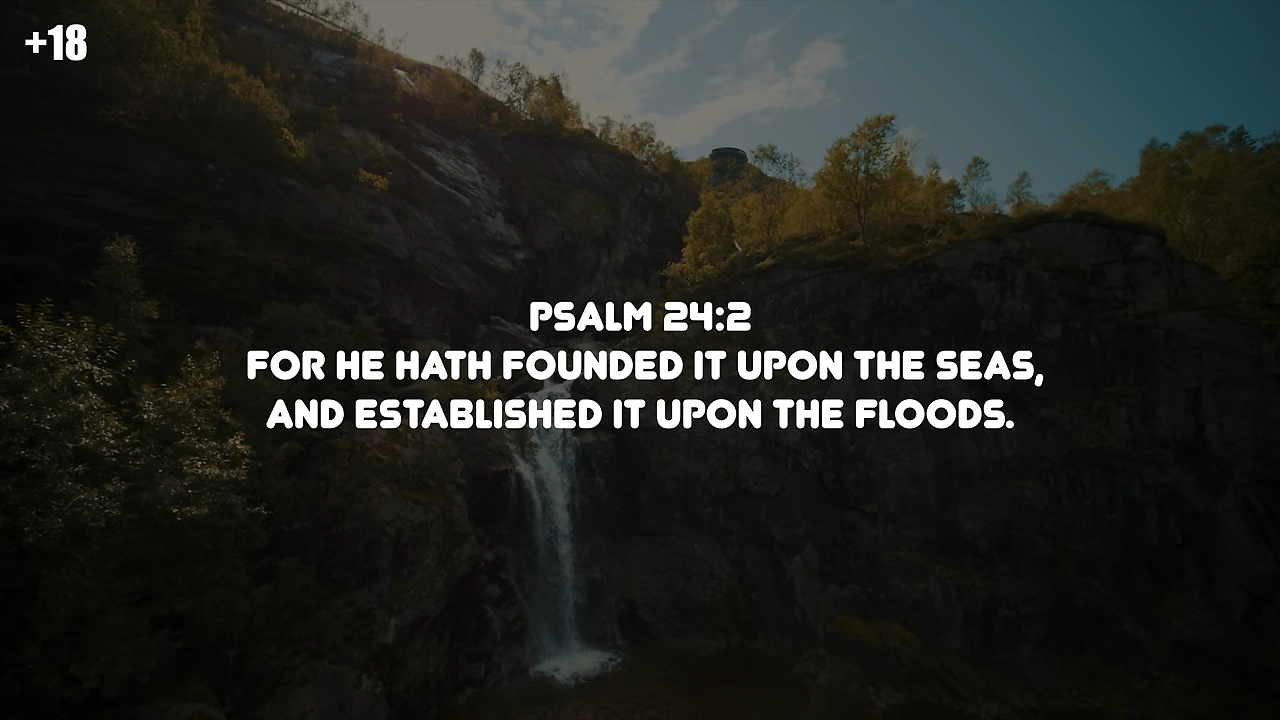 +18
PSALM 24:2
FOR HE HATH FOUNDED IT UPON THE SEAS,
AND ESTABLISHED IT UPON THE FLOODS.